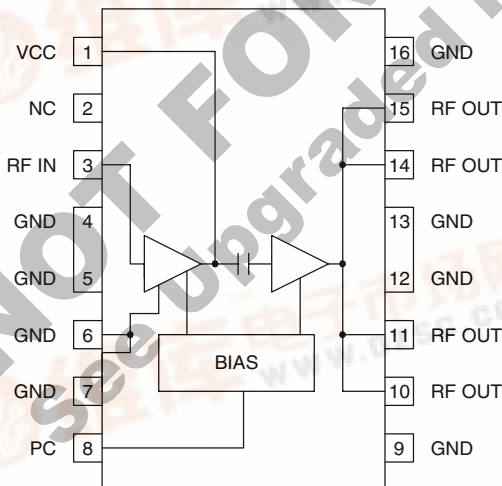 VCC 1
NC 2
RF IN 3
GND 4
GND 5
GND 6
GND 7
PC 8
16 GND
15 RF OUT
14 RF OUT
13 GND
12 GND
11 RF OUT
10 RF OUT
9 GND
BIAS
NOT FOR
See Upgraded